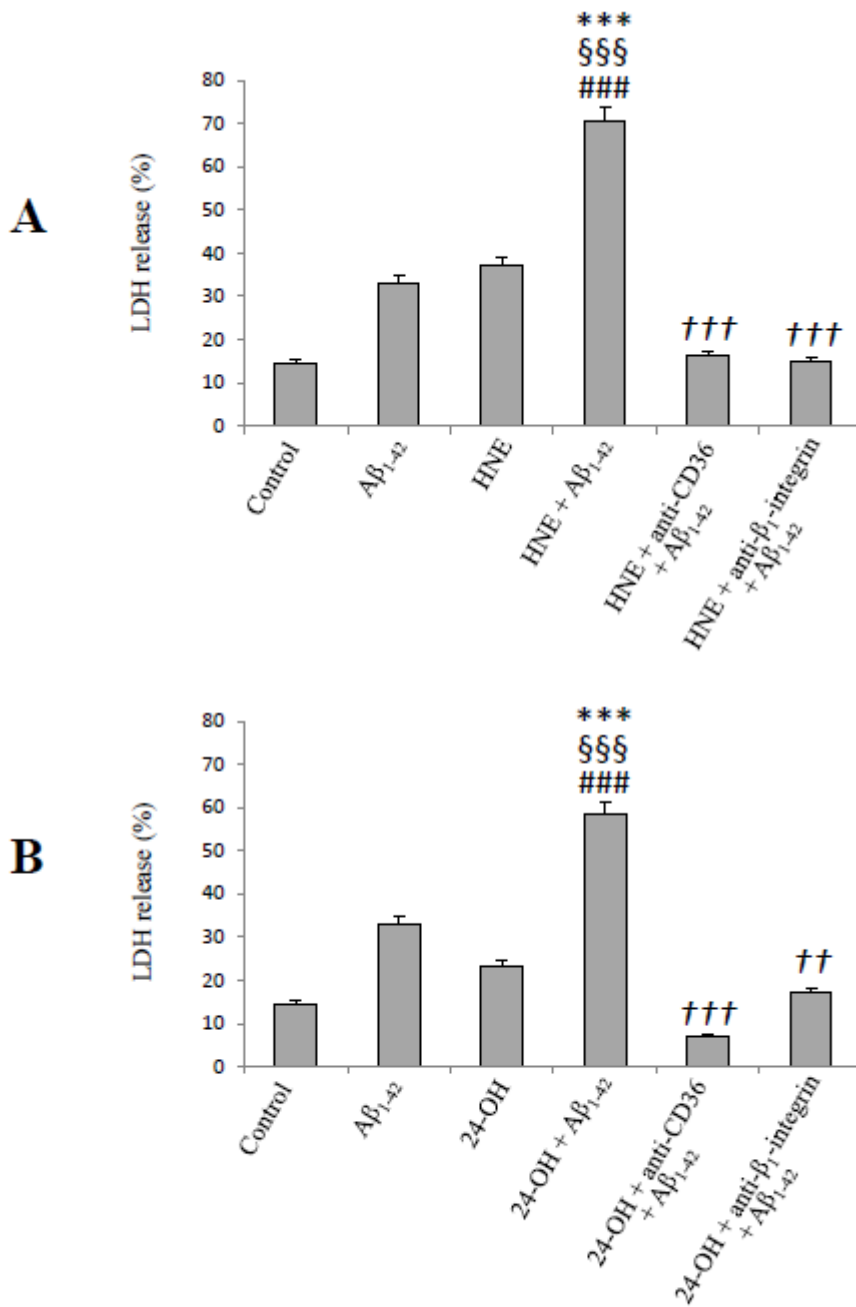 A
LDH release (%)
80
70
60
50
40
30
20
10
0
***
§§§
###
†††
†††
Control
Aβ₁₋₄₂
HNE
HNE + Aβ₁₋₄₂
HNE + anti-CD36
+ Aβ₁₋₄₂
HNE + anti-β₁-integrin
+ Aβ₁₋₄₂
B
LDH release (%)
80
70
60
50
40
30
20
10
0
***
§§§
###
†††
††
Control
Aβ₁₋₄₂
24-OH
24-OH + Aβ₁₋₄₂
24-OH + anti-CD36
+ Aβ₁₋₄₂
24-OH + anti-β₁-integrin
+ Aβ₁₋₄₂